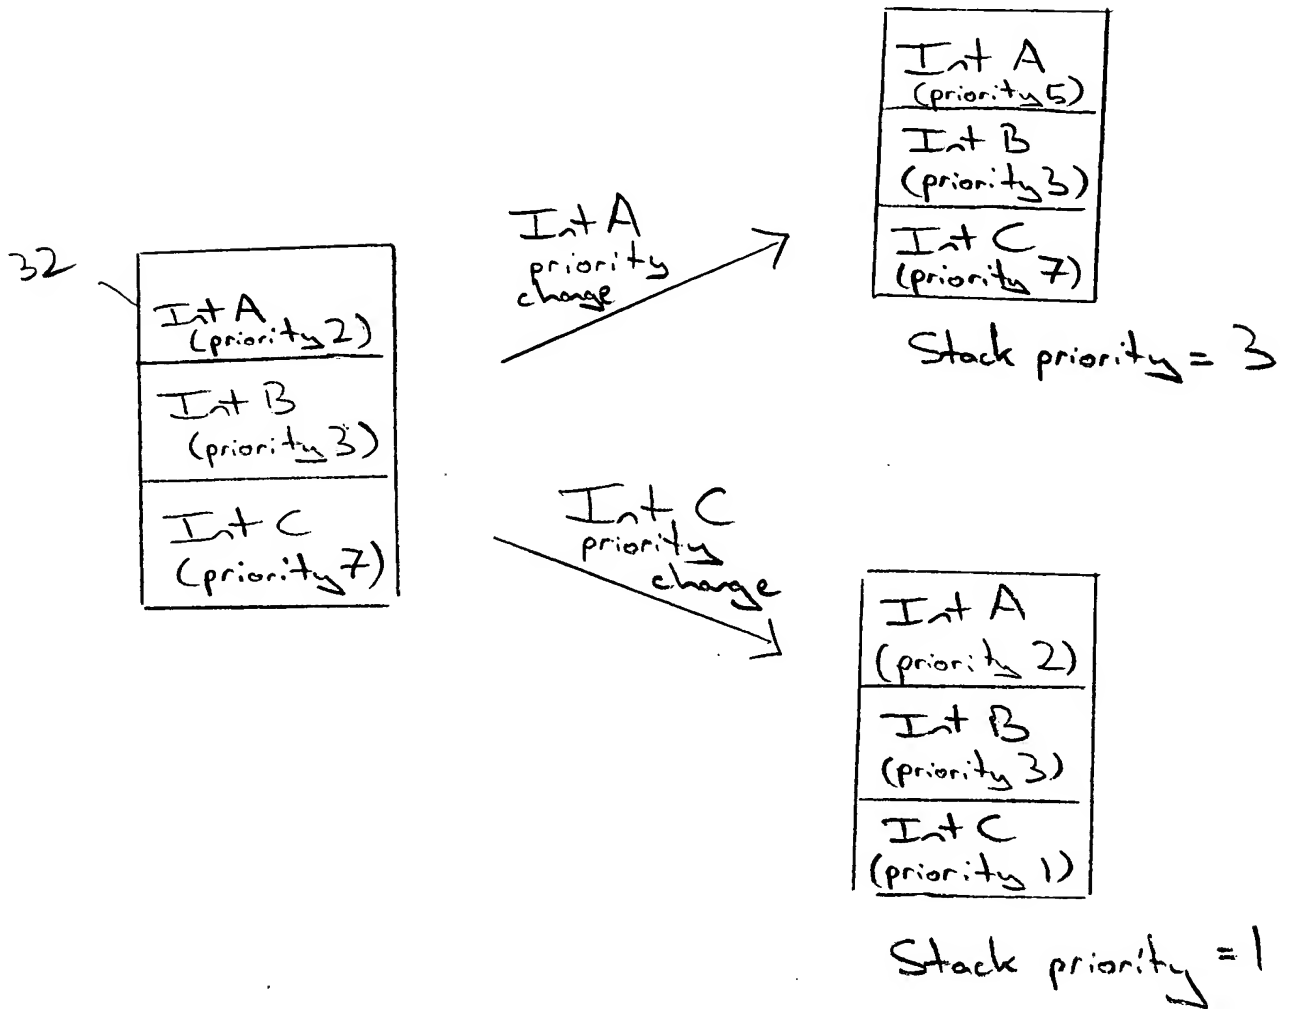 32
Int A
(priority 2)
Int B
(priority 3)
Int C
(priority 7)
Int A
priority
change
Int A
(priority 5)
Int B
(priority 3)
Int C
(priority 7)
Stack priority = 3
Int C
priority
change
Int A
(priority 2)
Int B
(priority 3)
Int C
(priority 1)
Stack priority = 1